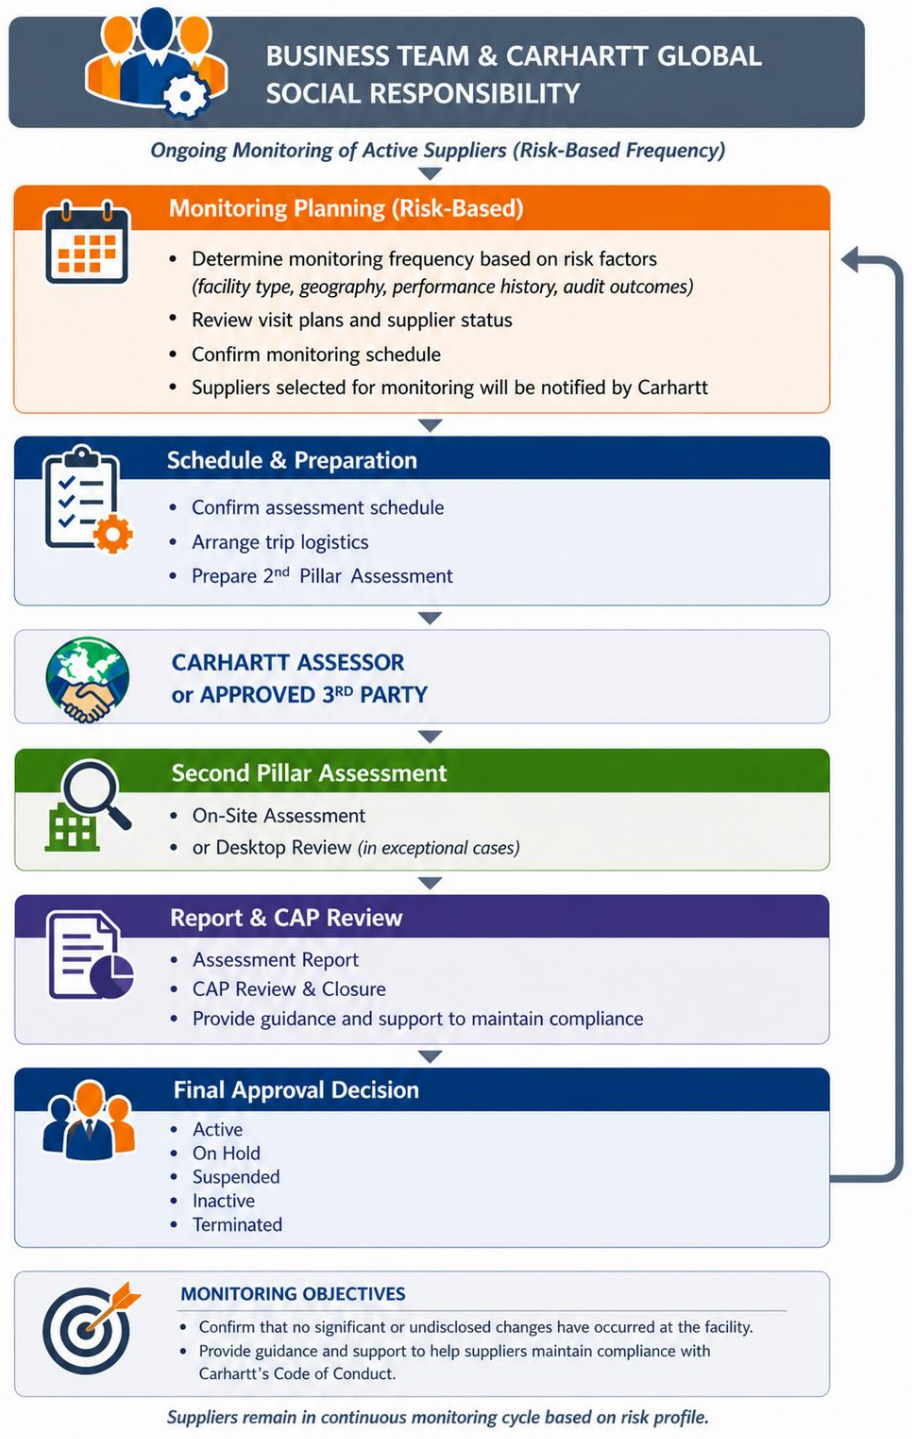 BUSINESS TEAM & CARHARTT GLOBAL
SOCIAL RESPONSIBILITY
Ongoing Monitoring of Active Suppliers (Risk-Based Frequency)
Monitoring Planning (Risk-Based)
• Determine monitoring frequency based on risk factors
(facility type, geography, performance history, audit outcomes)
• Review visit plans and supplier status
• Confirm monitoring schedule
• Suppliers selected for monitoring will be notified by Carhartt
Schedule & Preparation
• Confirm assessment schedule
• Arrange trip logistics
• Prepare 2nd Pillar Assessment
CARHARTT ASSESSOR
or APPROVED 3RD PARTY
Second Pillar Assessment
• On-Site Assessment
• or Desktop Review (in exceptional cases)
Report & CAP Review
• Assessment Report
• CAP Review & Closure
• Provide guidance and support to maintain compliance
Final Approval Decision
• Active
• On Hold
• Suspended
• Inactive
• Terminated
MONITORING OBJECTIVES
• Confirm that no significant or undisclosed changes have occurred at the facility.
• Provide guidance and support to help suppliers maintain compliance with
Carhartt's Code of Conduct.
Suppliers remain in continuous monitoring cycle based on risk profile.